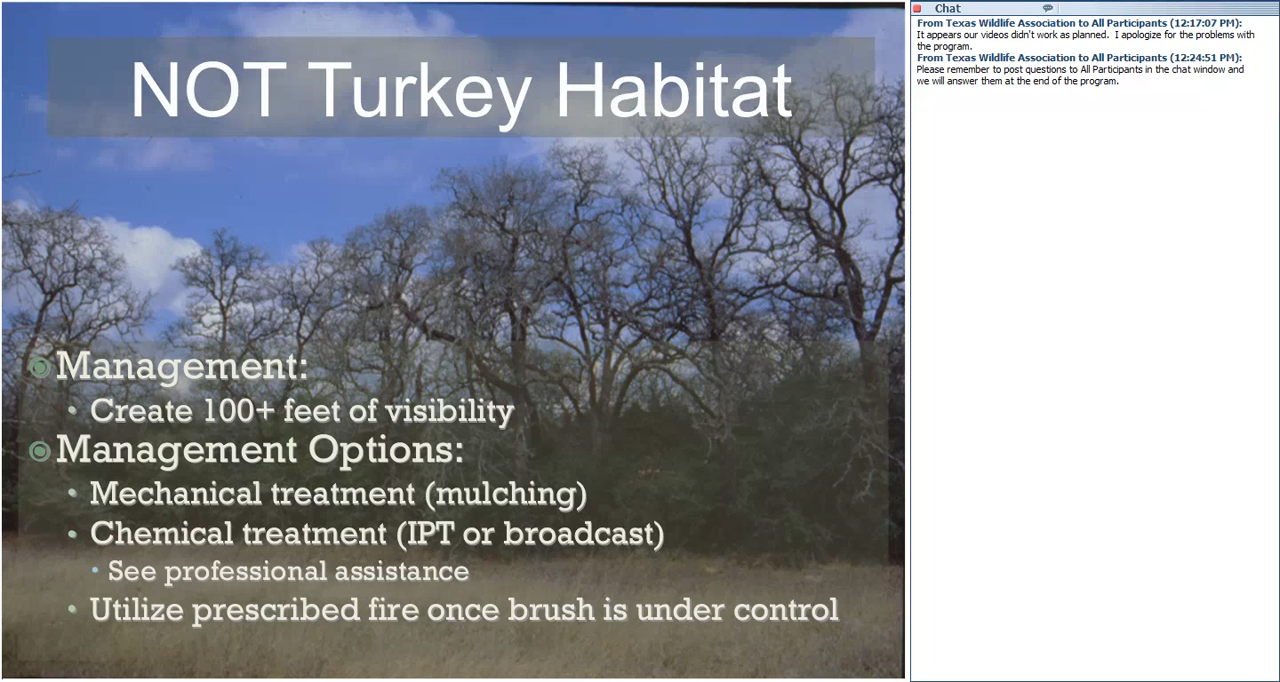 NOT Turkey Habitat
Management:
Create 100+ feet of visibility
Management Options:
Mechanical treatment (mulching)
Chemical treatment (IPT or broadcast)
See professional assistance
Utilize prescribed fire once brush is under control
Chat
From Texas Wildlife Association to All Participants (12:17:07 PM):
It appears our videos didn't work as planned.  I apologize for the problems with
the program.
From Texas Wildlife Association to All Participants (12:24:51 PM):
Please remember to post questions to All Participants in the chat window and
we will answer them at the end of the program.